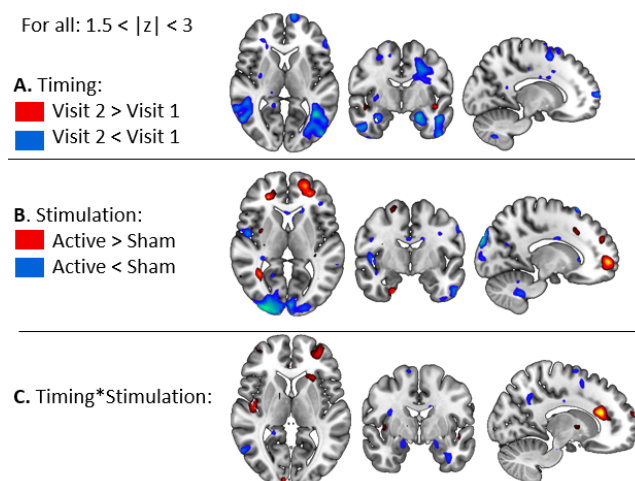 For all: 1.5 < |z| < 3
A. Timing:
Visit 2 > Visit 1
Visit 2 < Visit 1
B. Stimulation:
Active > Sham
Active < Sham
C. Timing*Stimulation: